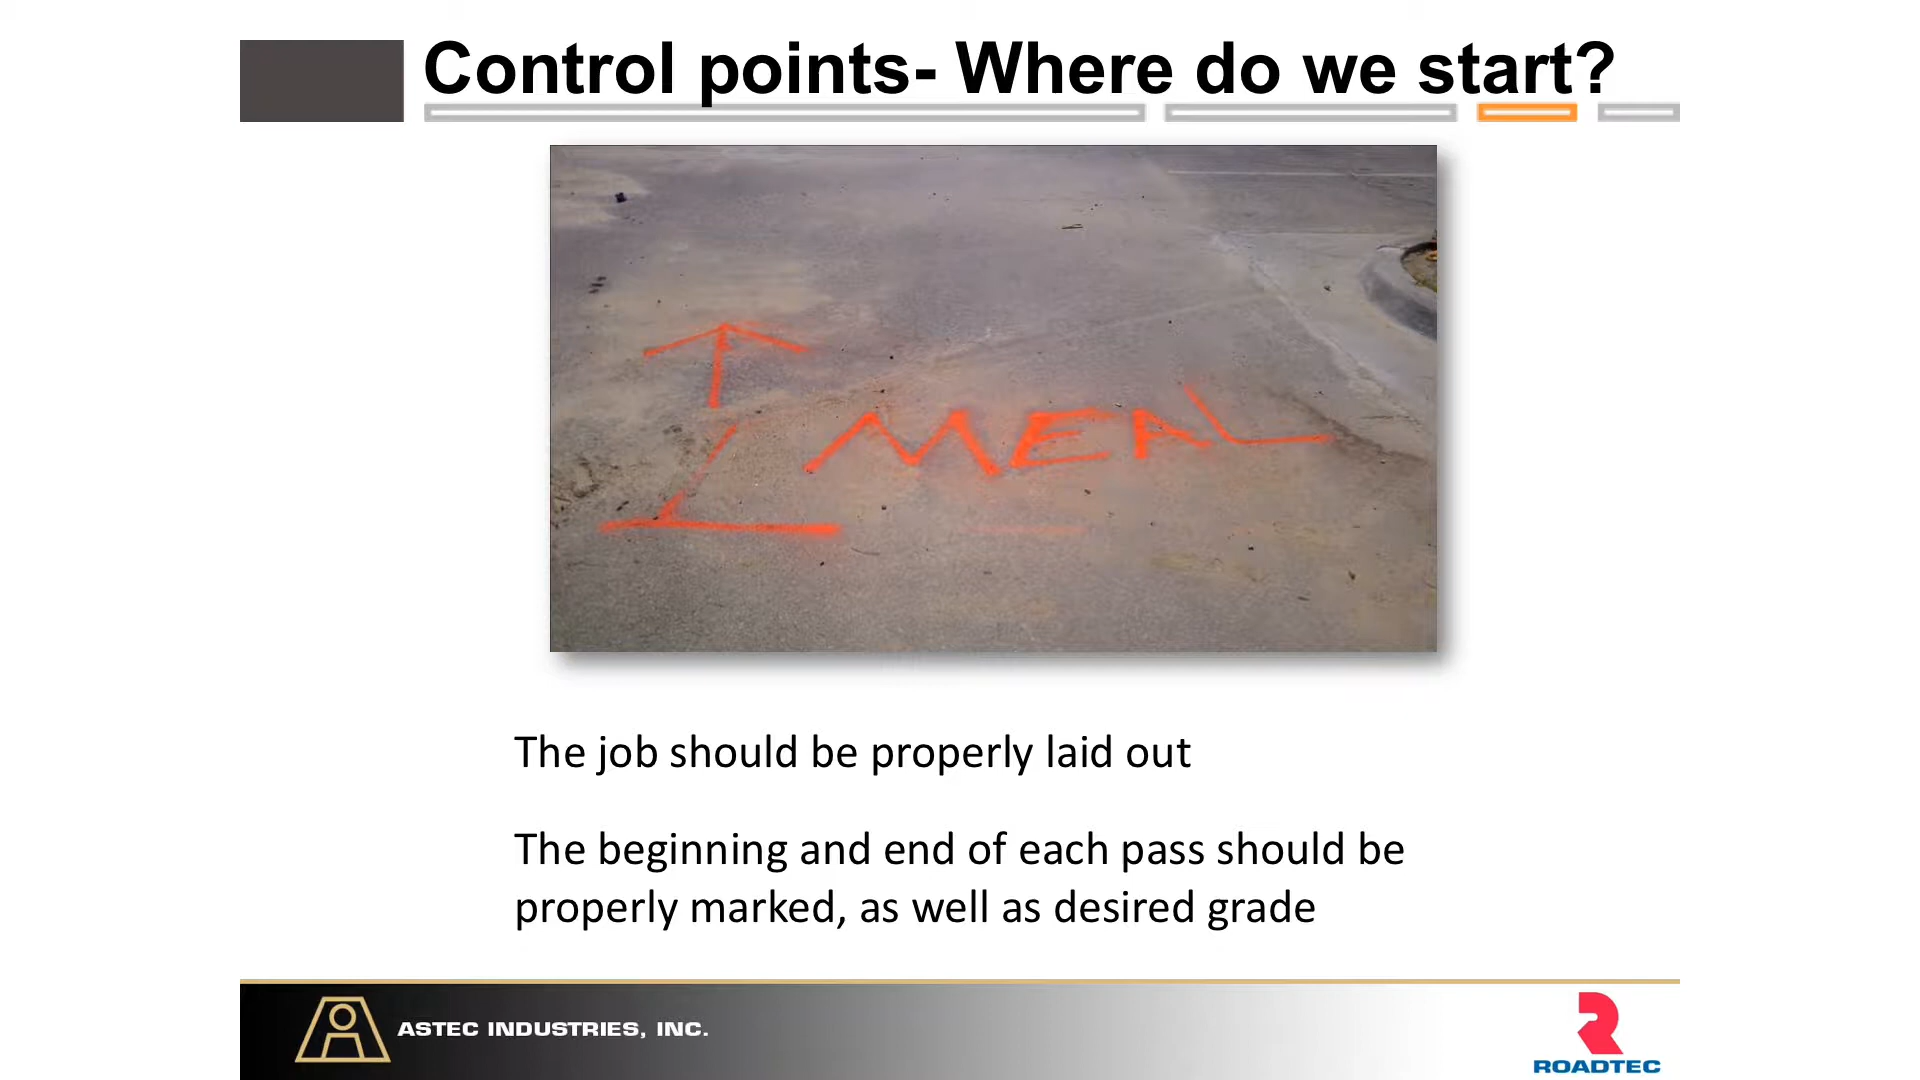 Control points- Where do we start?
MEAL
The job should be properly laid out
The beginning and end of each pass should be
properly marked, as well as desired grade
ASTEC INDUSTRIES, INC.
ROADTEC